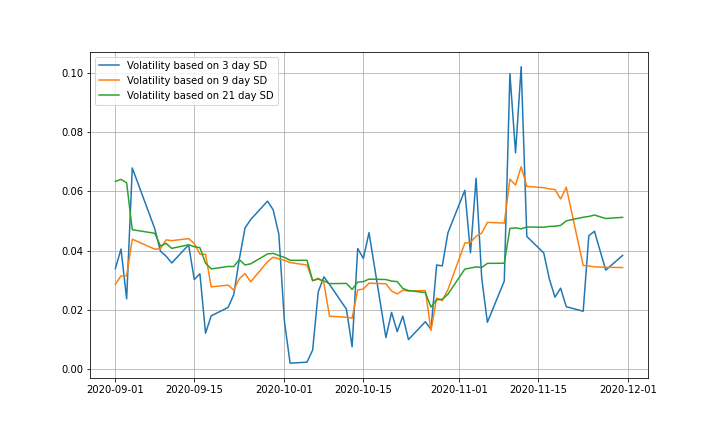 Volatility based on 3 day SD
Volatility based on 9 day SD
Volatility based on 21 day SD
0.10
0.08
0.06
0.04
0.02
0.00
2020-09-01 2020-09-15 2020-10-01 2020-10-15 2020-11-01 2020-11-15 2020-12-01